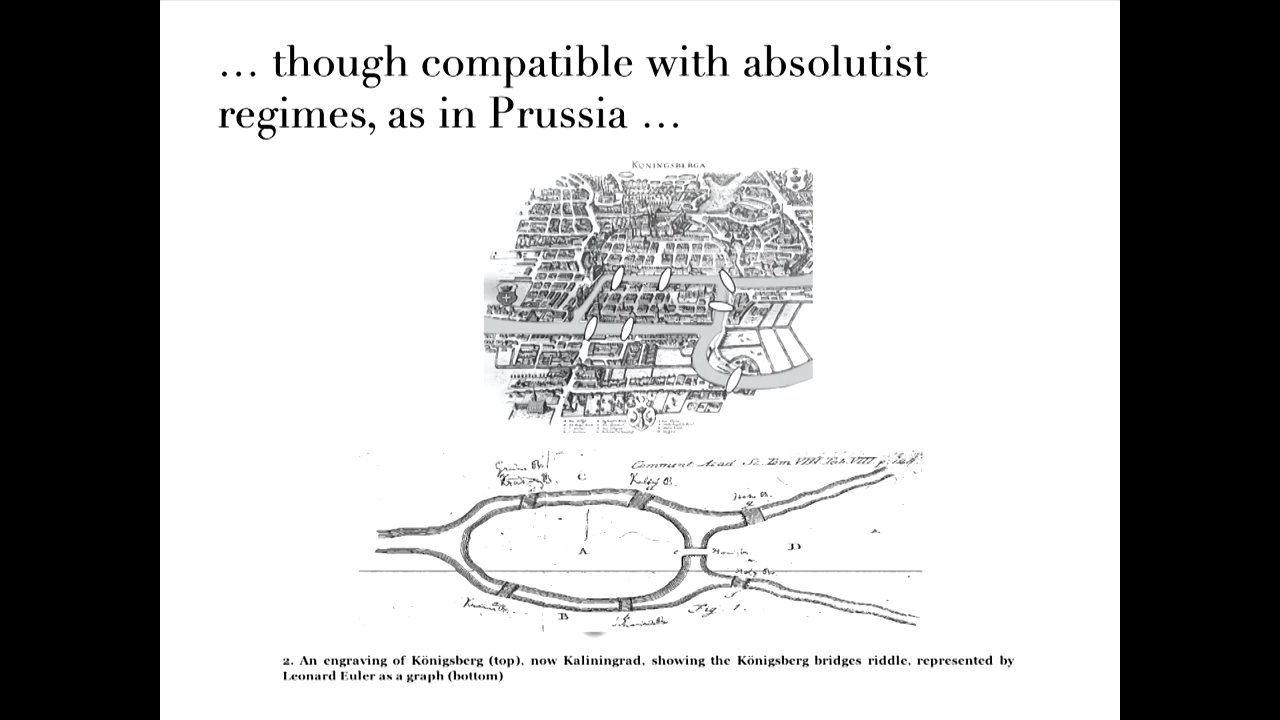 … though compatible with absolutist
regimes, as in Prussia …
KONINGSBERGA
C
Comment Acad Sc. Tom VIII Tab. VIII
A
D
B
Fig. 1.
2. An engraving of Königsberg (top), now Kaliningrad, showing the Königsberg bridges riddle, represented by
Leonard Euler as a graph (bottom)